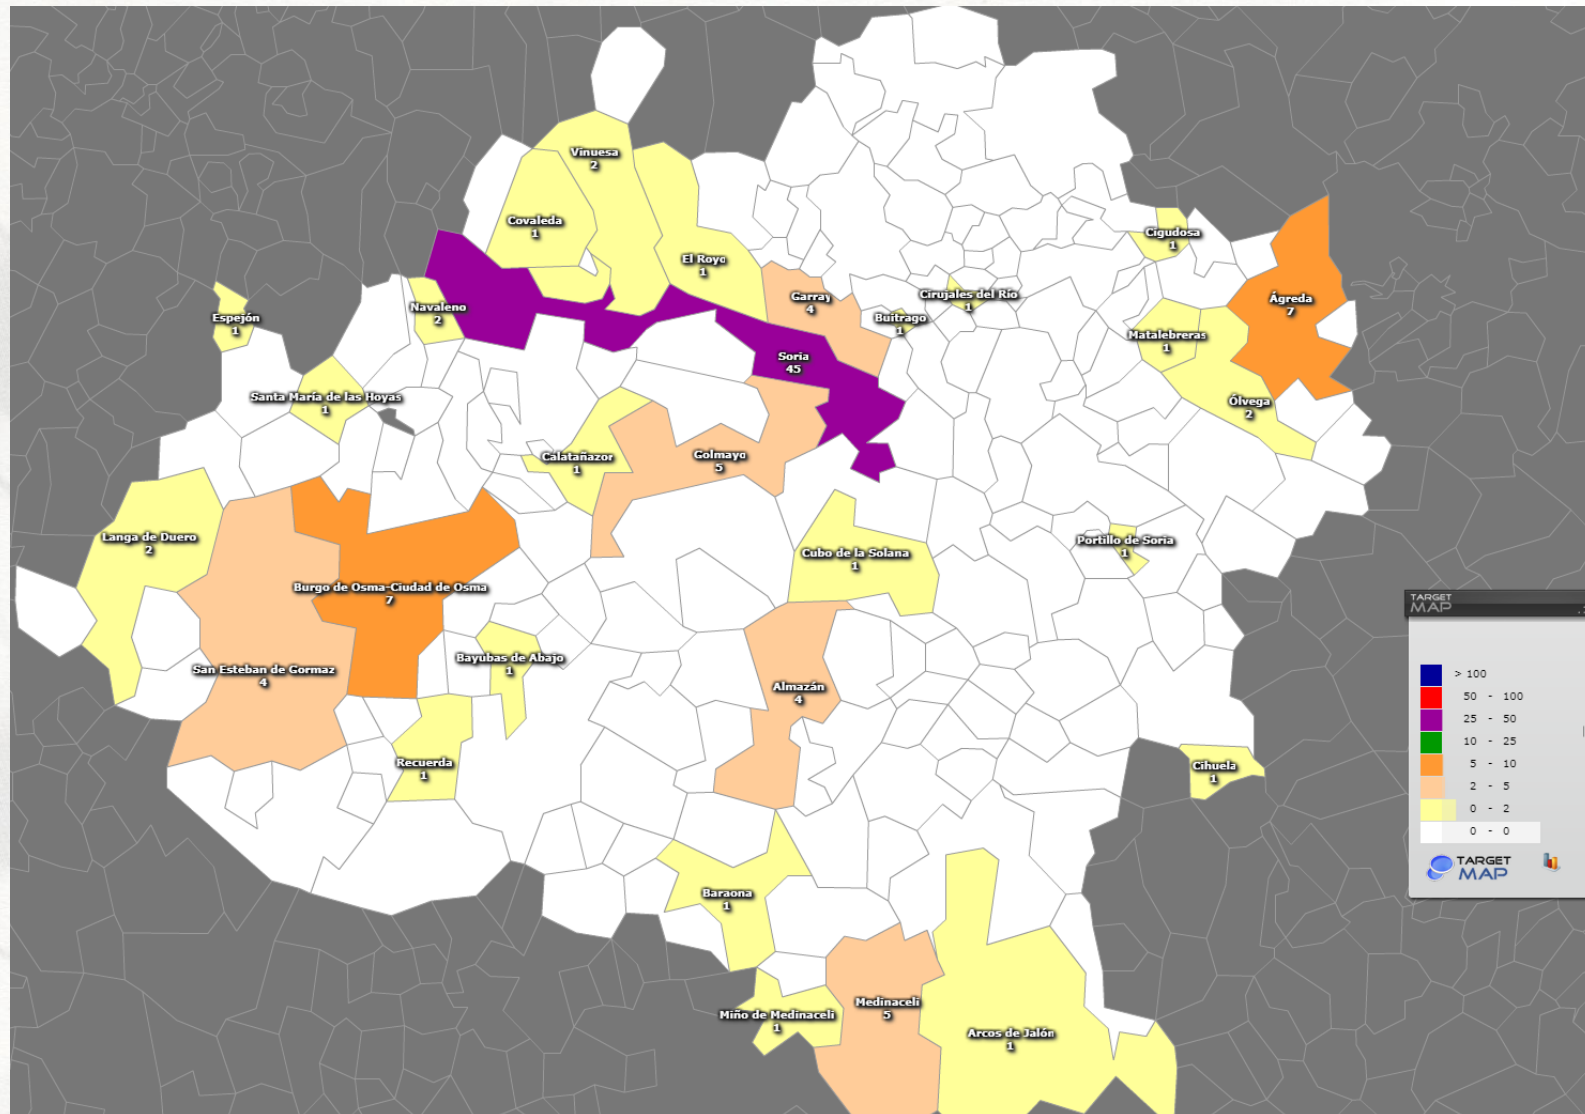 Vinuesa
2
Covaleda
1
Cigudosa
1
El Royo
1
Garray
4
Cirujales del Río
1
Ágreda
7
Navaleno
2
Espejón
1
Buitrago
1
Matalebreras
1
Soria
45
Santa María de las Hoyas
1
Ólvega
2
Calatañazor
1
Golmayo
5
Langa de Duero
2
Portillo de Soria
1
Cubo de la Solana
1
Burgo de Osma-Ciudad de Osma
7
Bayubas de Abajo
1
San Esteban de Gormaz
4
Almazán
4
Recuerda
1
Cihuela
1
Baraona
1
Medinaceli
5
Miño de Medinaceli
1
Arcos de Jalón
1
TARGET
MAP
> 100
50 - 100
25 - 50
10 - 25
5 - 10
2 - 5
0 - 2
0 - 0
TARGET
MAP